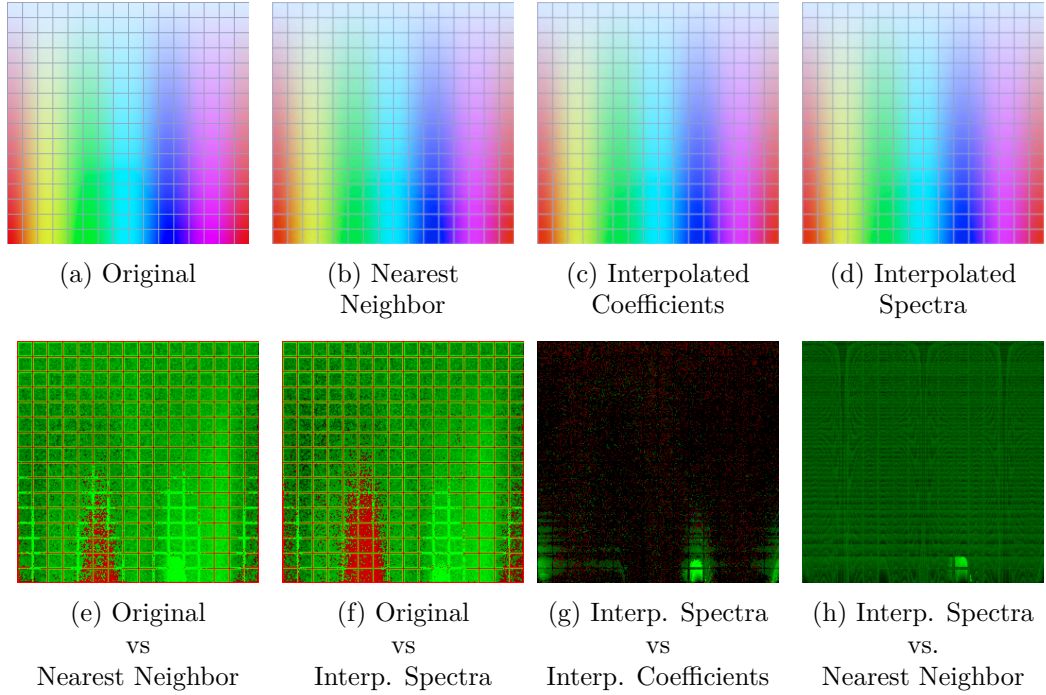 (a) Original
(b) Nearest
Neighbor
(c) Interpolated
Coefficients
(d) Interpolated
Spectra
(e) Original
vs
Nearest Neighbor
(f) Original
vs
Interp. Spectra
(g) Interp. Spectra
vs
Interp. Coefficients
(h) Interp. Spectra
vs.
Nearest Neighbor